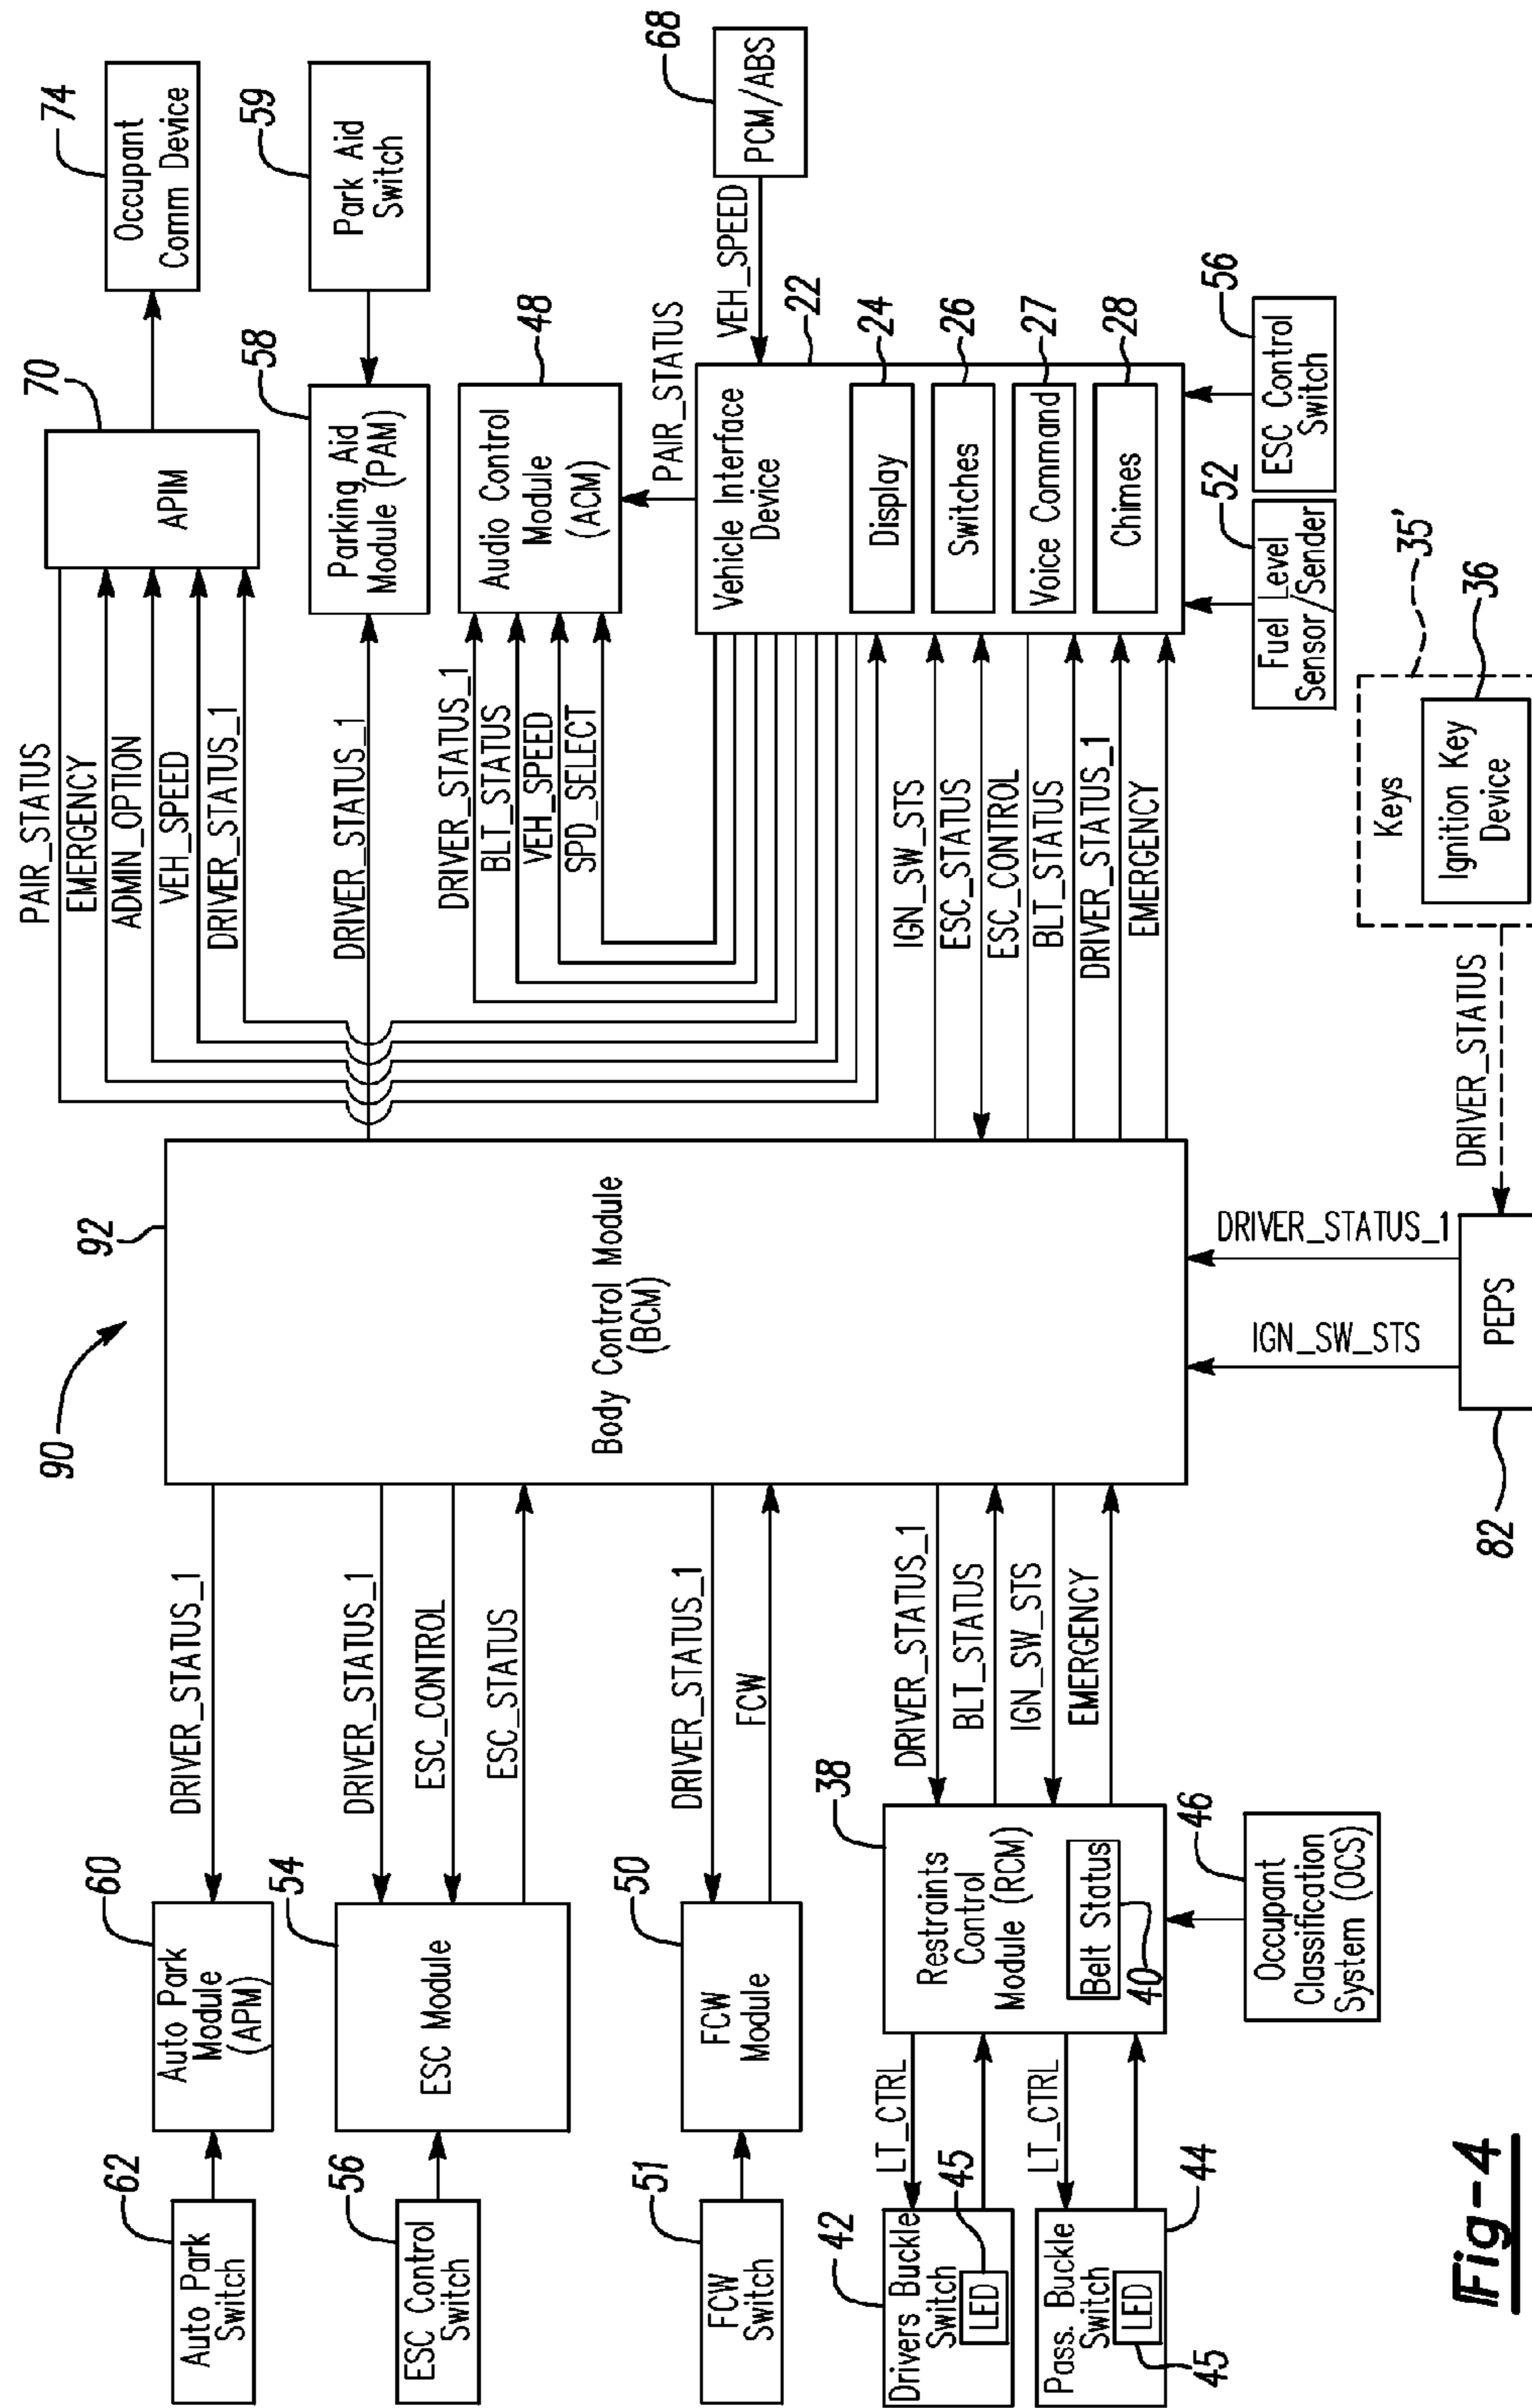 90
92
Body Control Module
(BCM)
62
Auto Park
Switch
60
Auto Park
Module
(APM)
DRIVER_STATUS_1
56
ESC Control
Switch
54
ESC Module
DRIVER_STATUS_1
ESC_CONTROL
ESC_STATUS
51
FCW
Switch
50
FCW
Module
DRIVER_STATUS_1
FCW
42
Drivers Buckle
Switch
LED
45
LT_CTRL
Pass. Buckle
Switch
LED
45
44
LT_CTRL
38
Restraints
Control
Module (RCM)
Belt Status
40
DRIVER_STATUS_1
BLT_STATUS
IGN_SW_STS
EMERGENCY
46
Occupant
Classification
System (OCS)
PAIR_STATUS
EMERGENCY
ADMIN_OPTION
VEH_SPEED
DRIVER_STATUS_1
70
APIM
74
Occupant
Comm Device
DRIVER_STATUS_1
58
Parking Aid
Module (PAM)
59
Park Aid
Switch
DRIVER_STATUS_1
BLT_STATUS
VEH_SPEED
SPD_SELECT
48
Audio Control
Module
(ACM)
PAIR_STATUS
VEH_SPEED
68
PCM/ABS
22
Vehicle Interface
Device
24
Display
26
Switches
27
Voice Command
28
Chimes
IGN_SW_STS
ESC_STATUS
ESC_CONTROL
BLT_STATUS
DRIVER_STATUS_1
EMERGENCY
52
Fuel Level
Sensor/Sender
56
ESC Control
Switch
IGN_SW_STS
DRIVER_STATUS_1
82
PEPS
DRIVER_STATUS
Keys
35'
Ignition Key
Device
36
Fig-4